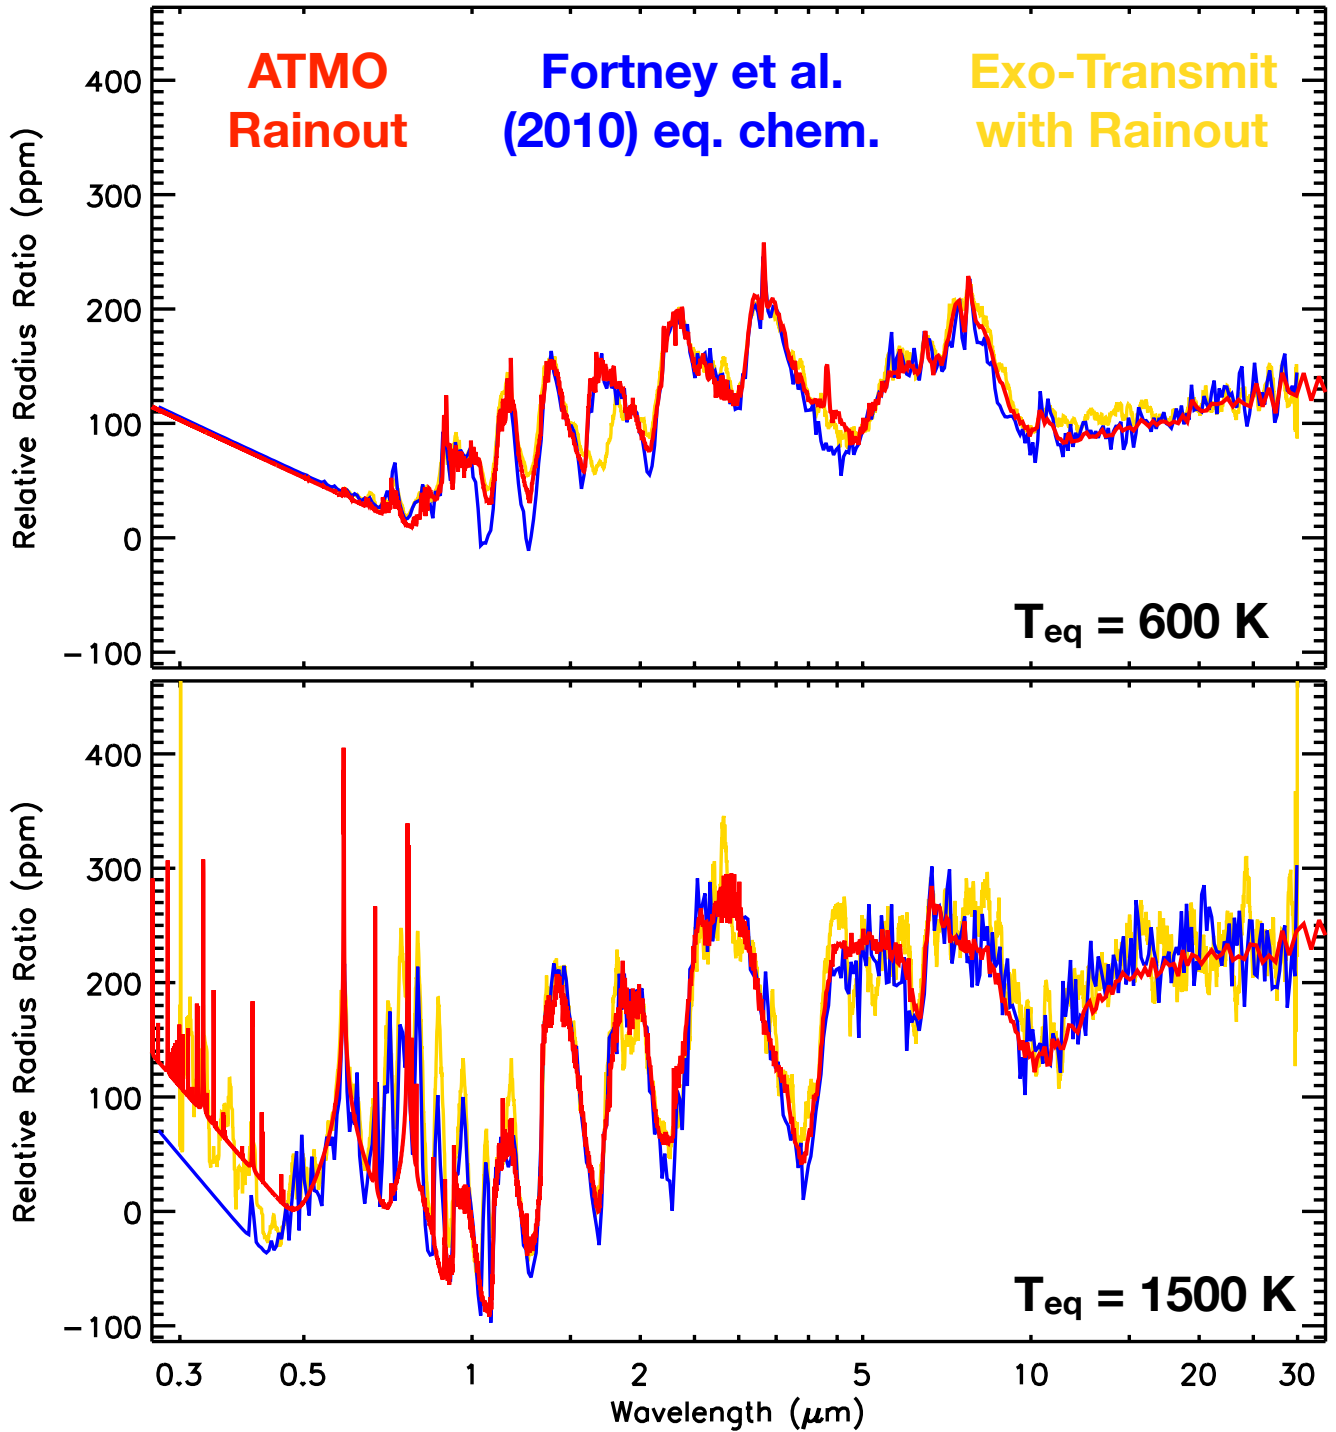 ATMO
Rainout
Fortney et al.
(2010) eq. chem.
Exo-Transmit
with Rainout
Relative Radius Ratio (ppm)
400
300
200
100
0
−100
T_eq = 600 K
Relative Radius Ratio (ppm)
400
300
200
100
0
−100
T_eq = 1500 K
0.3 0.5 1 2 5 10 20 30
Wavelength (μm)